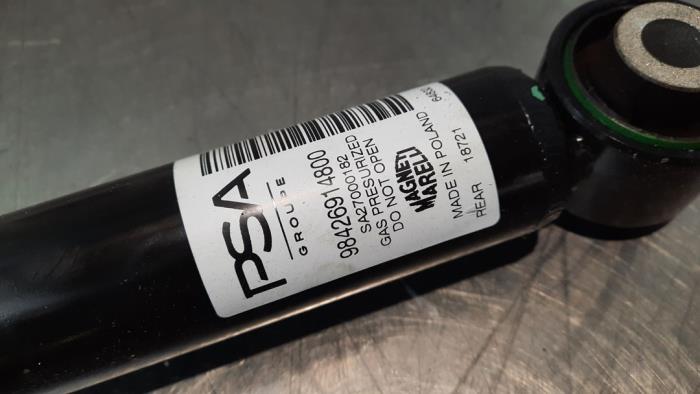 PSA
GROUPE
9842691480
SA27000182
GAS PRESURIZED
DO NOT OPEN
MAGNETI
MARELLI
MADE IN POLAND
REAR 18721